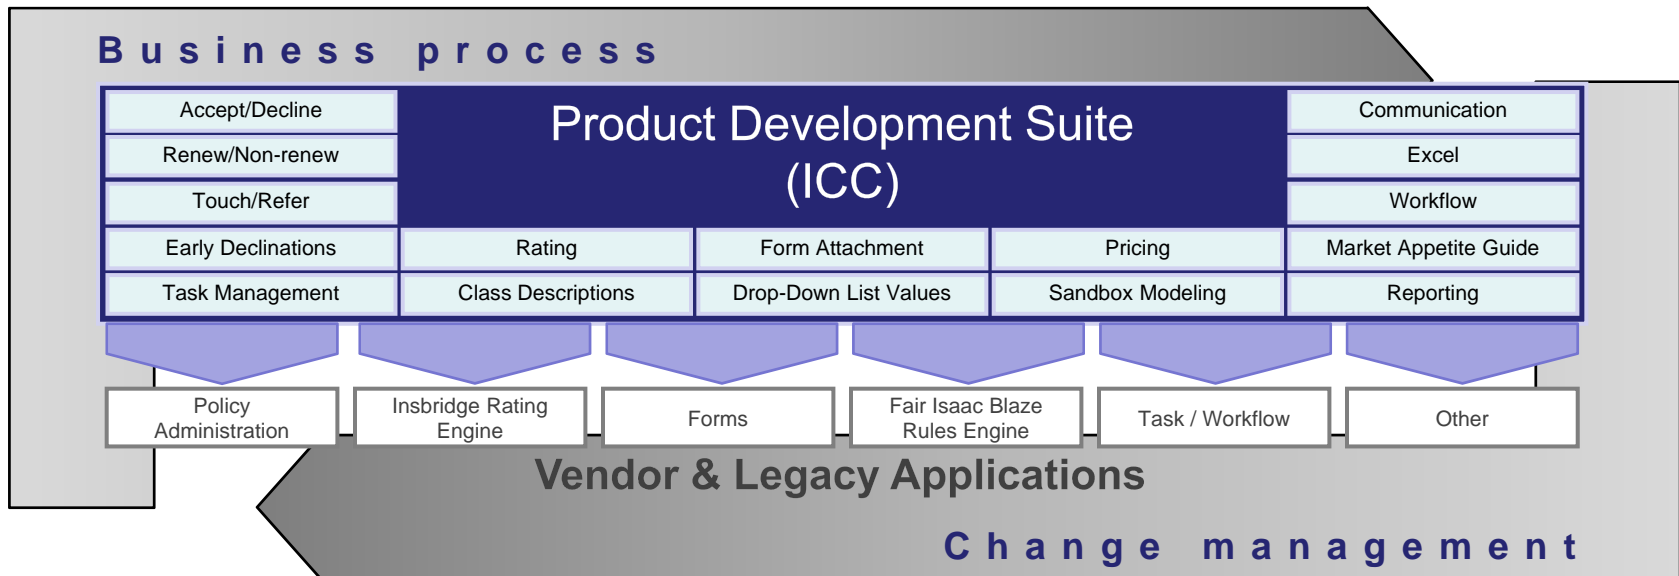 Business process
Accept/Decline
Renew/Non-renew
Touch/Refer
Product Development Suite
(ICC)
Communication
Excel
Workflow
Early Declinations
Rating
Form Attachment
Pricing
Market Appetite Guide
Task Management
Class Descriptions
Drop-Down List Values
Sandbox Modeling
Reporting
Policy
Administration
Insbridge Rating
Engine
Forms
Fair Isaac Blaze
Rules Engine
Task / Workflow
Other
Vendor & Legacy Applications
Change management